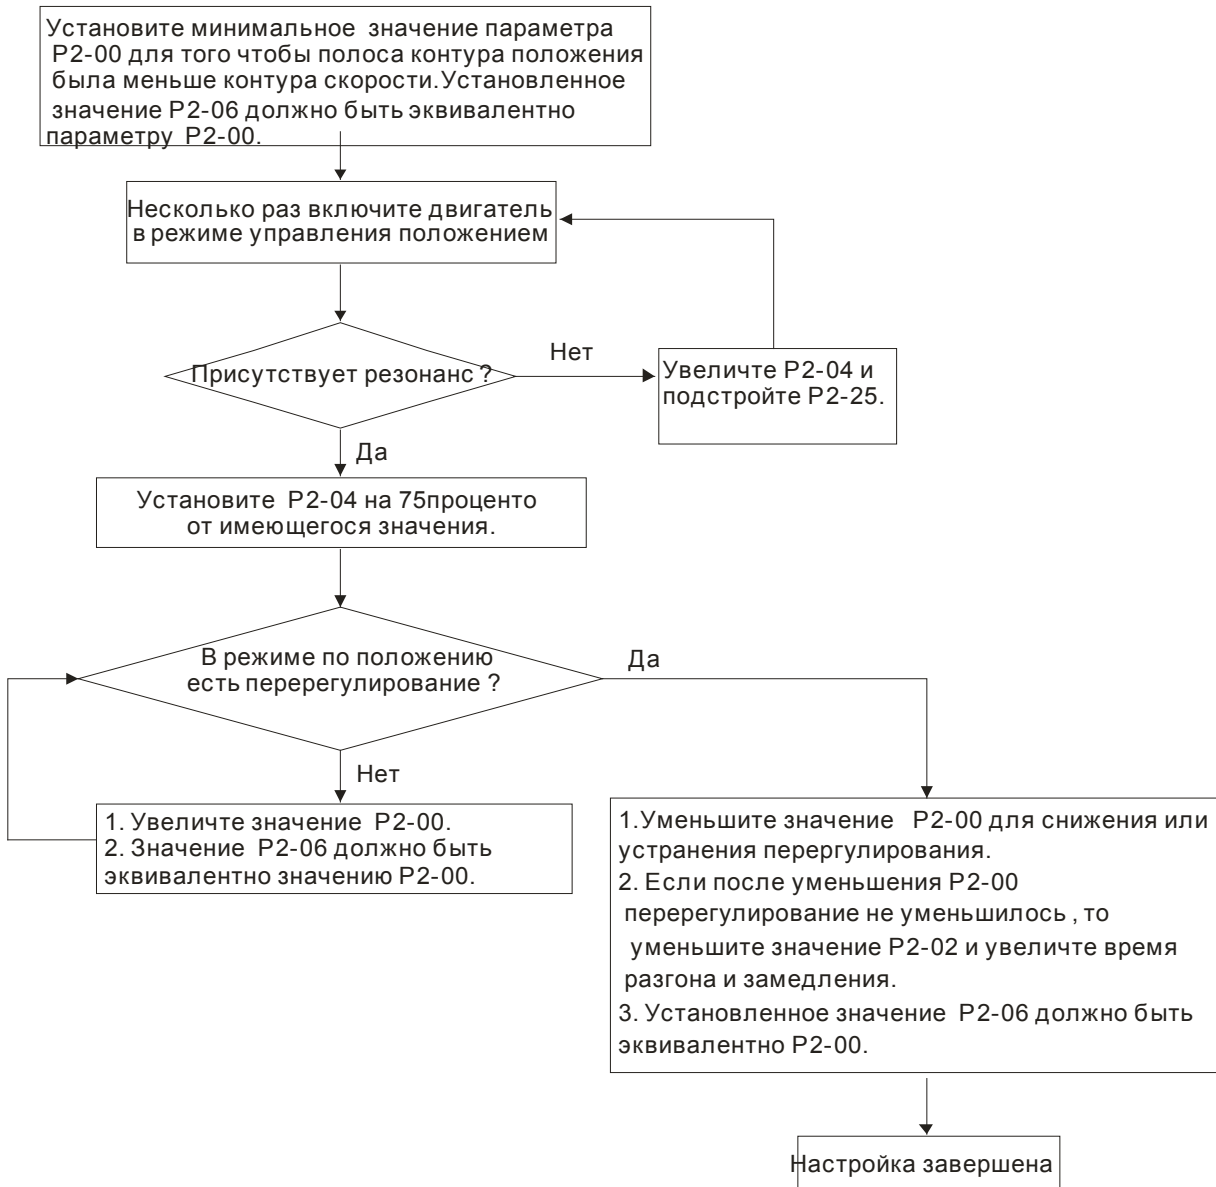 Установите минимальное значение параметра
P2-00 для того чтобы полоса контура положения
была меньше контура скорости.Установленное
значение P2-06 должно быть эквивалентно
параметру P2-00.
Несколько раз включите двигатель
в режиме управления положением
Присутствует резонанс ?
Нет
Увеличте P2-04 и
подстройте P2-25.
Да
Установите P2-04 на 75проценто
от имеющегося значения.
В режиме по положению
есть перерегулирование ?
Да
Нет
1. Увеличте значение P2-00.
2. Значение P2-06 должно быть
эквивалентно значению P2-00.
1.Уменьшите значение P2-00 для снижения или
устранения перергулирования.
2. Если после уменьшения P2-00
перерегулирование не уменьшилось , то
уменьшите значение P2-02 и увеличте время
разгона и замедления.
3. Установленное значение P2-06 должно быть
эквивалентно P2-00.
Настройка завершена